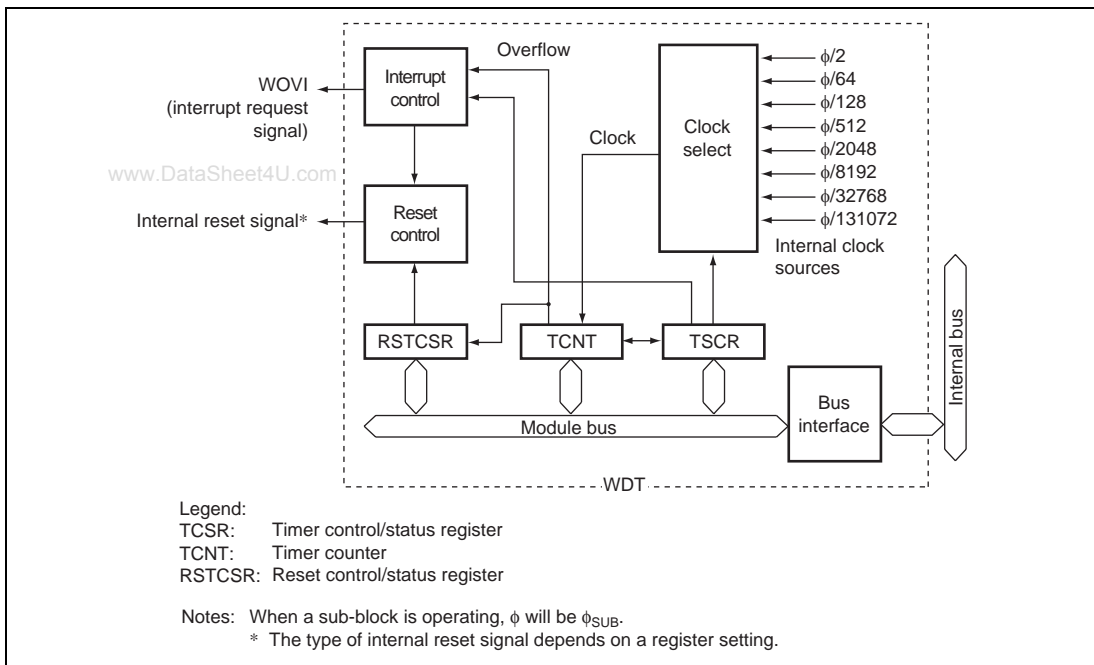 Overflow
Interrupt
control
WOVI
(interrupt request
signal)
Clock
Clock
select
ϕ/2
ϕ/64
ϕ/128
ϕ/512
ϕ/2048
ϕ/8192
ϕ/32768
ϕ/131072
Internal clock
sources
www.DataSheet4U.com
Internal reset signal*
Reset
control
RSTCSR
TCNT
TSCR
Module bus
Bus
interface
Internal bus
WDT
Legend:
TCSR: Timer control/status register
TCNT: Timer counter
RSTCSR: Reset control/status register
Notes: When a sub-block is operating, ϕ will be ϕSUB.
* The type of internal reset signal depends on a register setting.